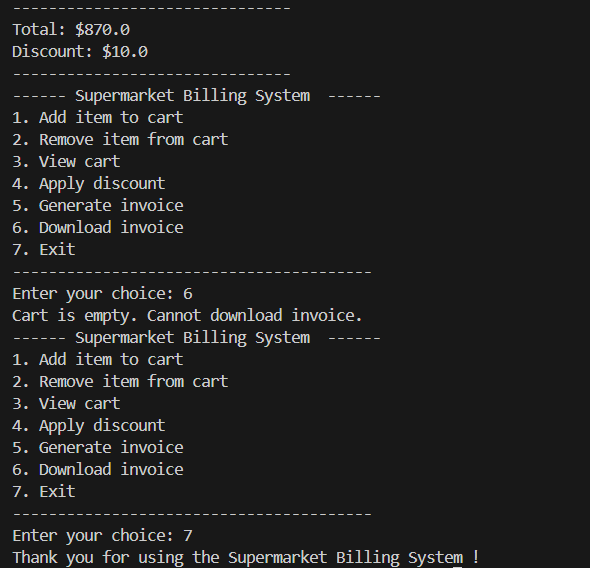 -------------------------------
Total: $870.0
Discount: $10.0
-------------------------------
------ Supermarket Billing System  ------
1. Add item to cart
2. Remove item from cart
3. View cart
4. Apply discount
5. Generate invoice
6. Download invoice
7. Exit
----------------------------------------
Enter your choice: 6
Cart is empty. Cannot download invoice.
------ Supermarket Billing System  ------
1. Add item to cart
2. Remove item from cart
3. View cart
4. Apply discount
5. Generate invoice
6. Download invoice
7. Exit
----------------------------------------
Enter your choice: 7
Thank you for using the Supermarket Billing System !